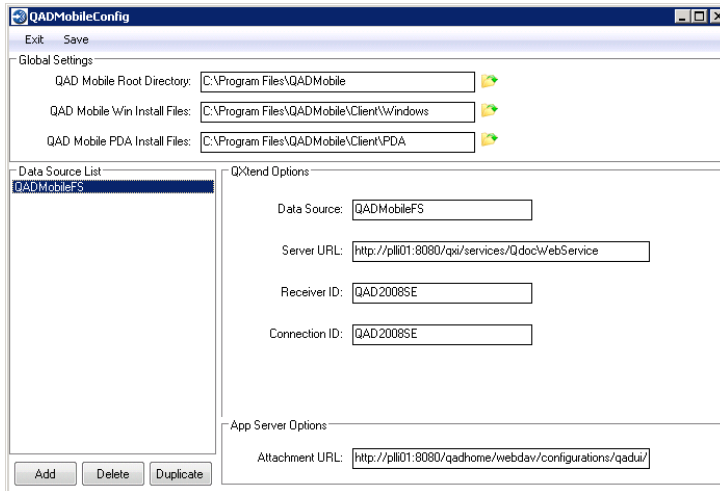 QADMobileConfig
Exit Save
Global Settings
QAD Mobile Root Directory: C:\Program Files\QADMobile
QAD Mobile Win Install Files: C:\Program Files\QADMobile\Client\Windows
QAD Mobile PDA Install Files: C:\Program Files\QADMobile\Client\PDA
Data Source List
QADMobileFS
QXtend Options
Data Source: QADMobileFS
Server URL: http://plli01:8080/qxi/services/QdocWebService
Receiver ID: QAD2008SE
Connection ID: QAD2008SE
App Server Options
Attachment URL: http://plli01:8080/qadhome/webdav/configurations/qadui/
Add Delete Duplicate